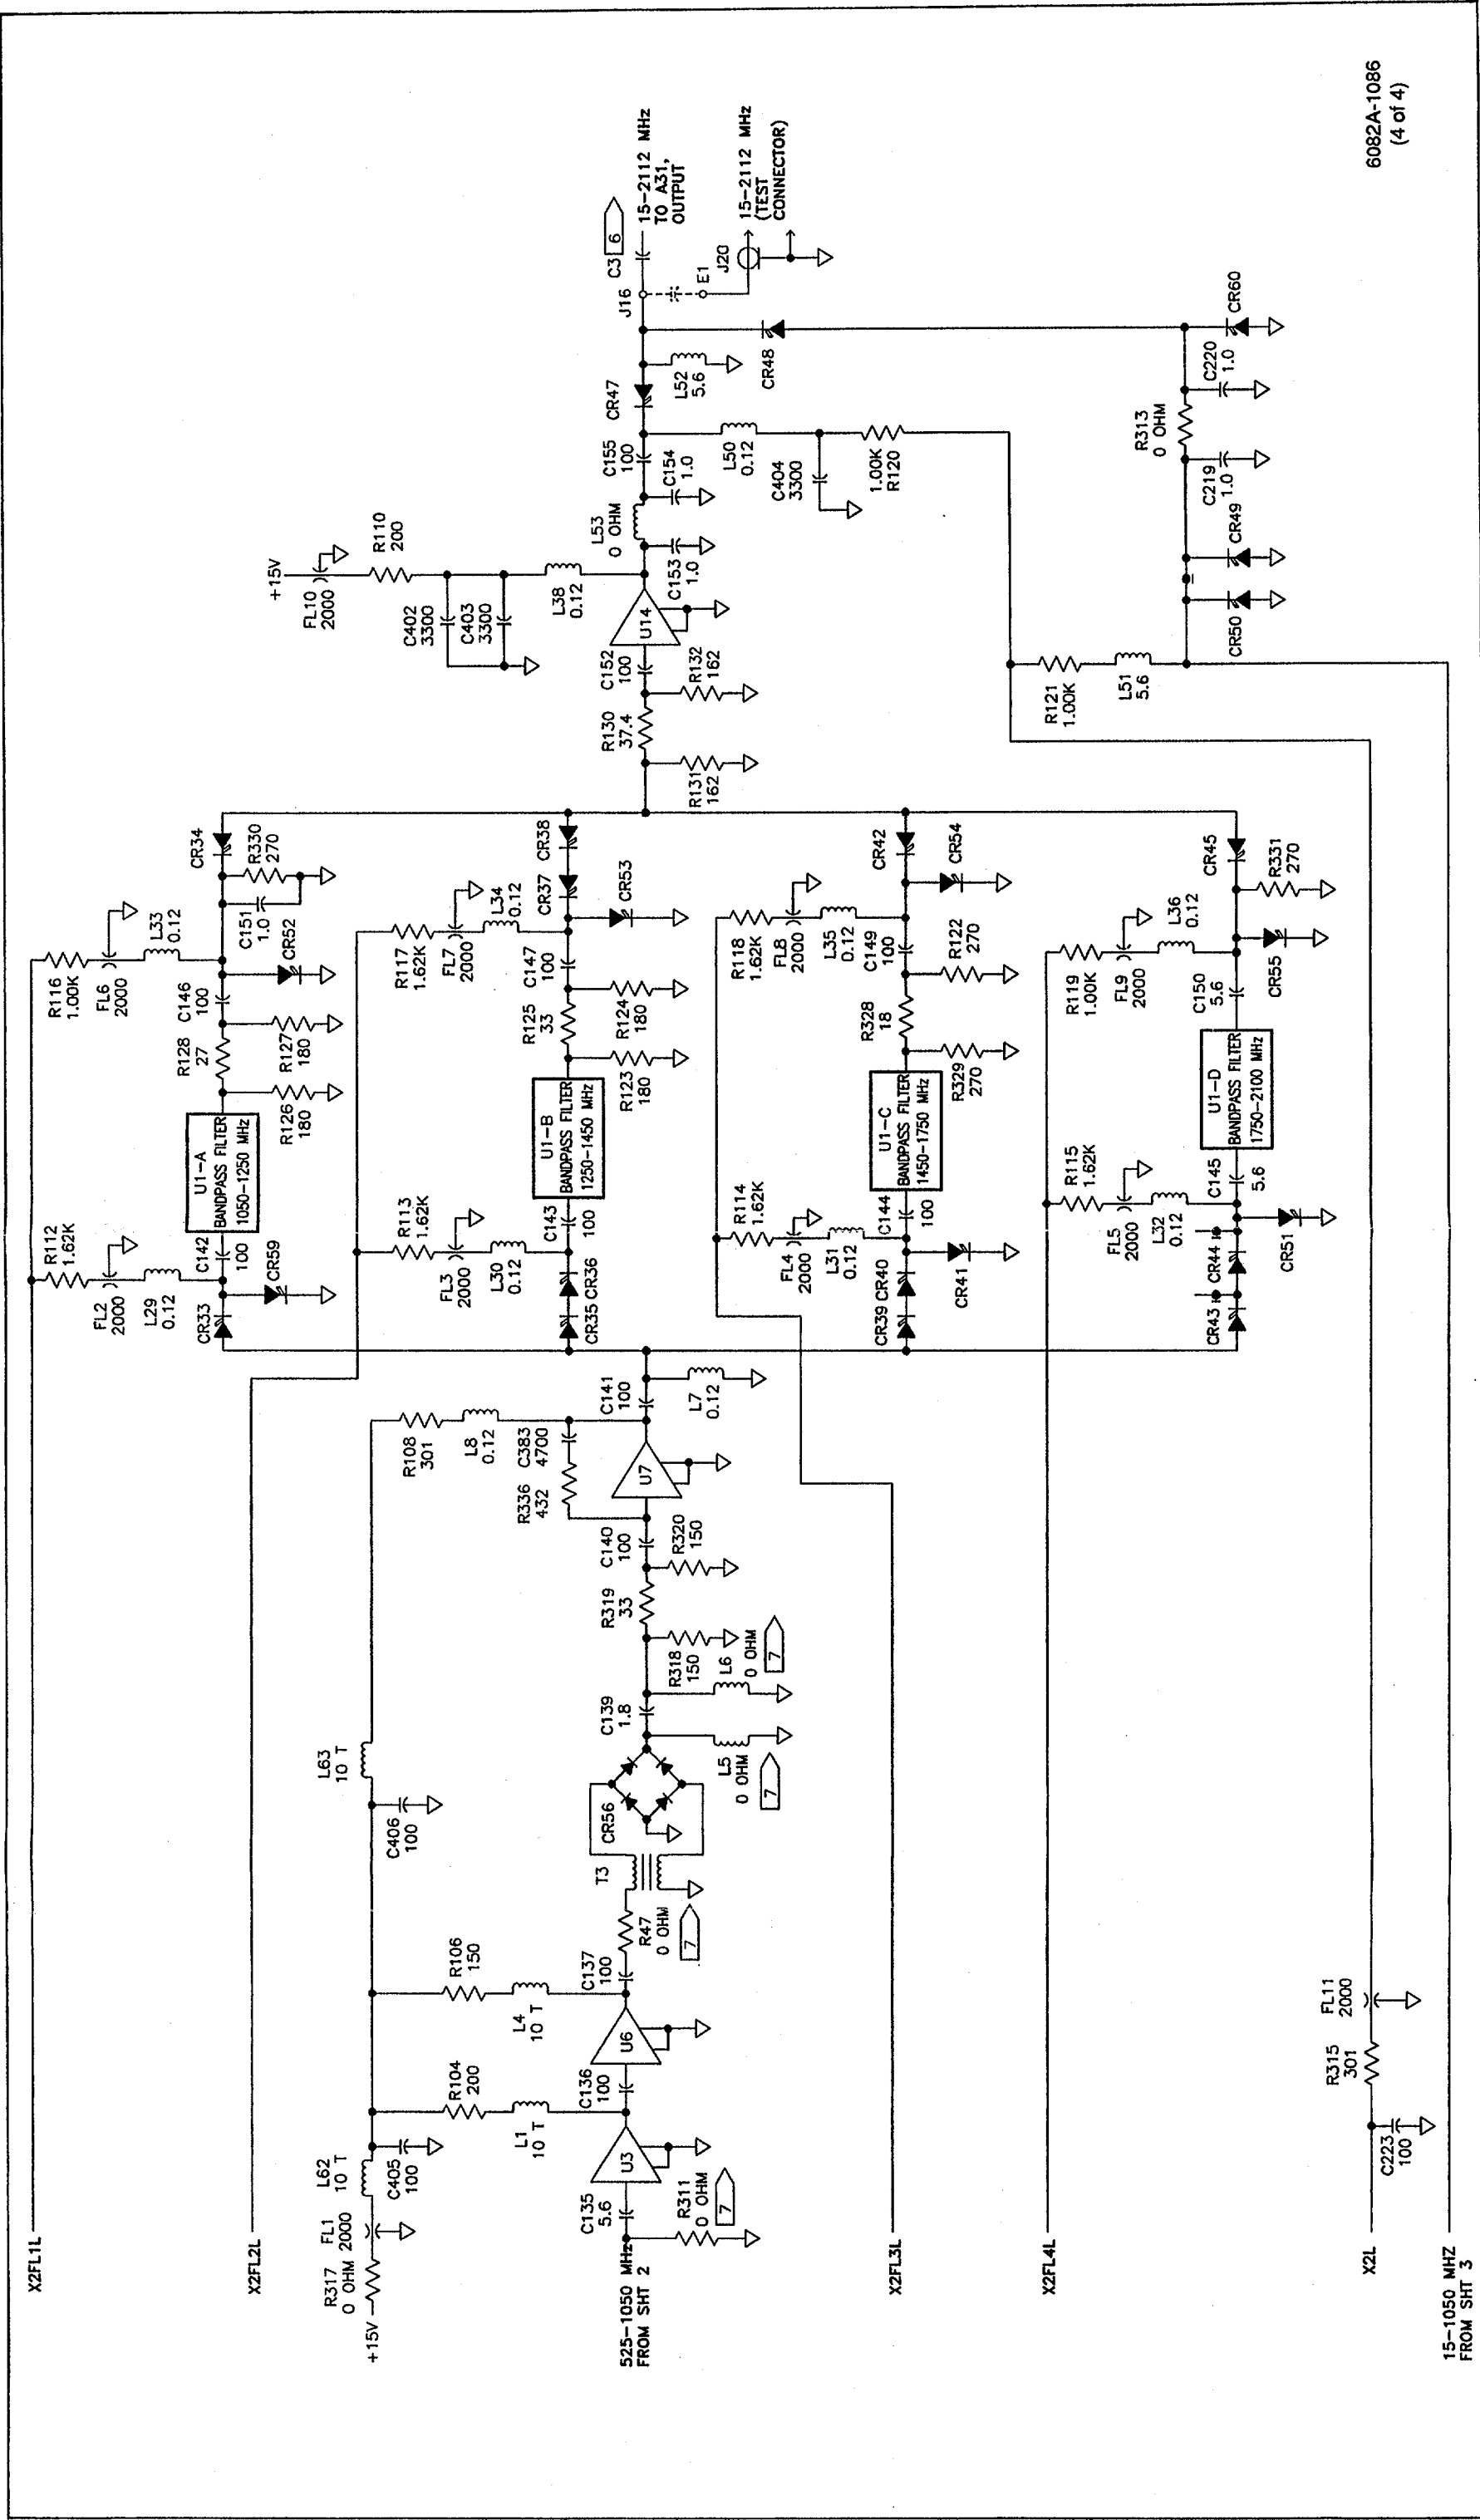 X2FL1L
R112
1.62K
FL2
2000
L29
0.12
CR33
CR59
C142
100
U1-A
BANDPASS FILTER
1050-1250 MHz
R126
180
R128
27
R127
180
C146
100
R116
1.00K
FL6
2000
L33
0.12
CR52
C151
1.0
R330
270
CR34
X2FL2L
R113
1.62K
FL3
2000
L30
0.12
CR35
CR36
C143
100
U1-B
BANDPASS FILTER
1250-1450 MHz
R123
180
R125
33
R124
180
C147
100
R117
1.62K
FL7
2000
L34
0.12
CR53
CR37
CR38
+15V
R317
0 OHM
FL1
2000
L62
10 T
C405
100
R104
200
L1
10 T
R106
150
L4
10 T
C406
100
L63
10 T
R108
301
L8
0.12
C383
4700
R336
432
525-1050 MHz
FROM SHT 2
C135
5.6
R311
0 OHM
7
U3
C136
100
U6
C137
100
R47
0 OHM
7
T3
CR56
L5
0 OHM
7
C139
1.8
L6
0 OHM
7
R318
150
R319
33
R320
150
C140
100
U7
C141
100
L7
0.12
R131
162
R130
37.4
R132
162
C152
100
U14
+15V
FL10
2000
R110
200
C402
3300
C403
3300
L38
0.12
C153
1.0
L53
0 OHM
C154
1.0
C155
100
L50
0.12
C404
3300
1.00K
R120
CR47
L52
5.6
CR48
J16
C3
6
15-2112 MHz
TO A31,
OUTPUT
E1
J20
15-2112 MHz
(TEST
CONNECTOR)
X2FL3L
R114
1.62K
FL4
2000
L31
0.12
CR39
CR40
CR41
C144
100
U1-C
BANDPASS FILTER
1450-1750 MHz
R329
270
R328
18
R122
270
C149
100
R118
1.62K
FL8
2000
L35
0.12
CR54
CR42
X2FL4L
R115
1.62K
FL5
2000
L32
0.12
CR43
CR44
CR51
C145
5.6
U1-D
BANDPASS FILTER
1750-2100 MHz
C150
5.6
R119
1.00K
FL9
2000
L36
0.12
CR55
R331
270
CR45
R121
1.00K
L51
5.6
CR50
CR49
C219
1.0
R313
0 OHM
C220
1.0
CR60
X2L
C223
100
R315
301
FL11
2000
15-1050 MHZ
FROM SHT 3
6082A-1086
(4 of 4)